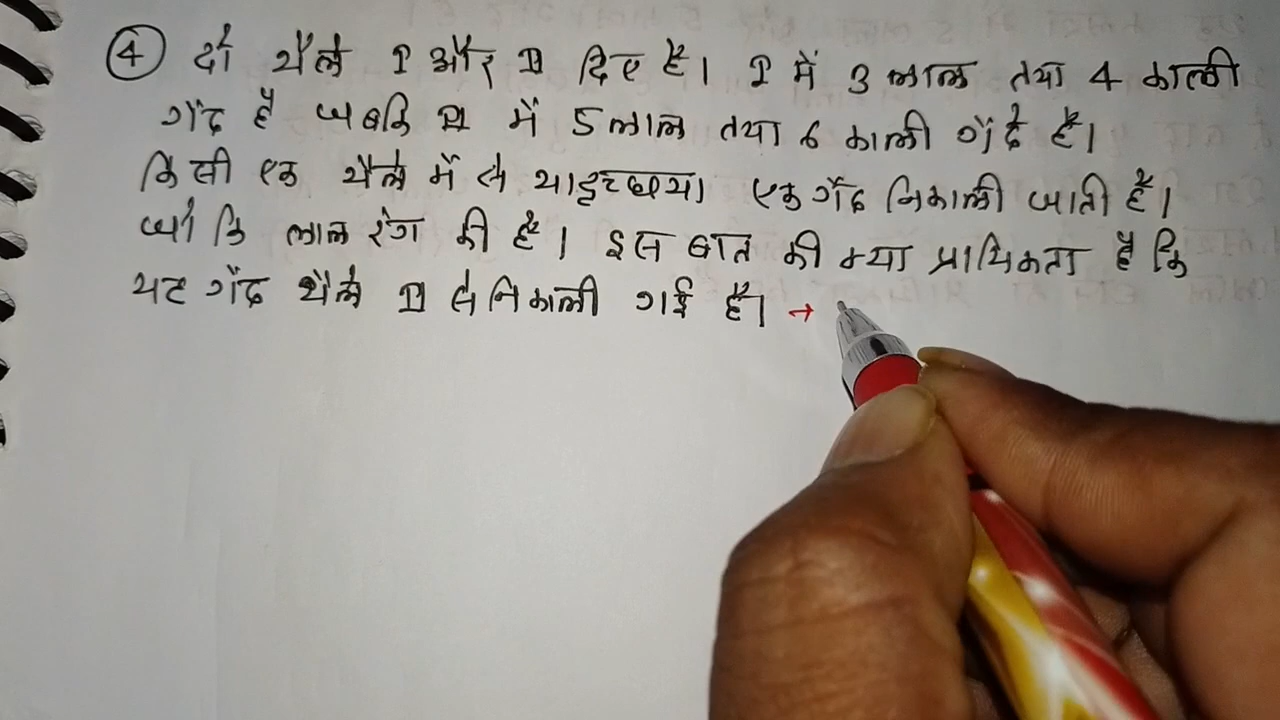 ④ दो थैले I और II दिए है। I में 3 लाल तथा 4 काली
गेंद है जबकि II में 5 लाल तथा 6 काली गेंदे है।
किसी एक थैले में से यादृच्छया एक गेंद निकाली जाती है।
जो कि लाल रंग की है। इस बात की क्या प्रायिकता है कि
यह गेंद थैले II से निकाली गई है। →